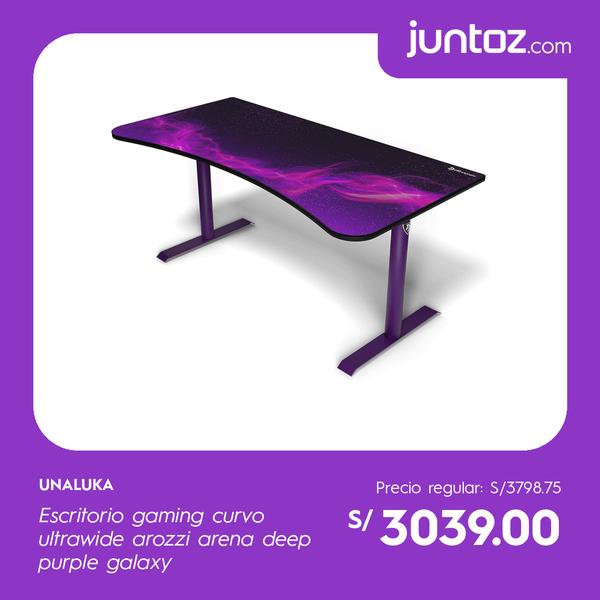 juntoz.com
UNALUKA
Escritorio gaming curvo
ultrawide arozzi arena deep
purple galaxy
Precio regular: S/3798.75
S/ 3039.00